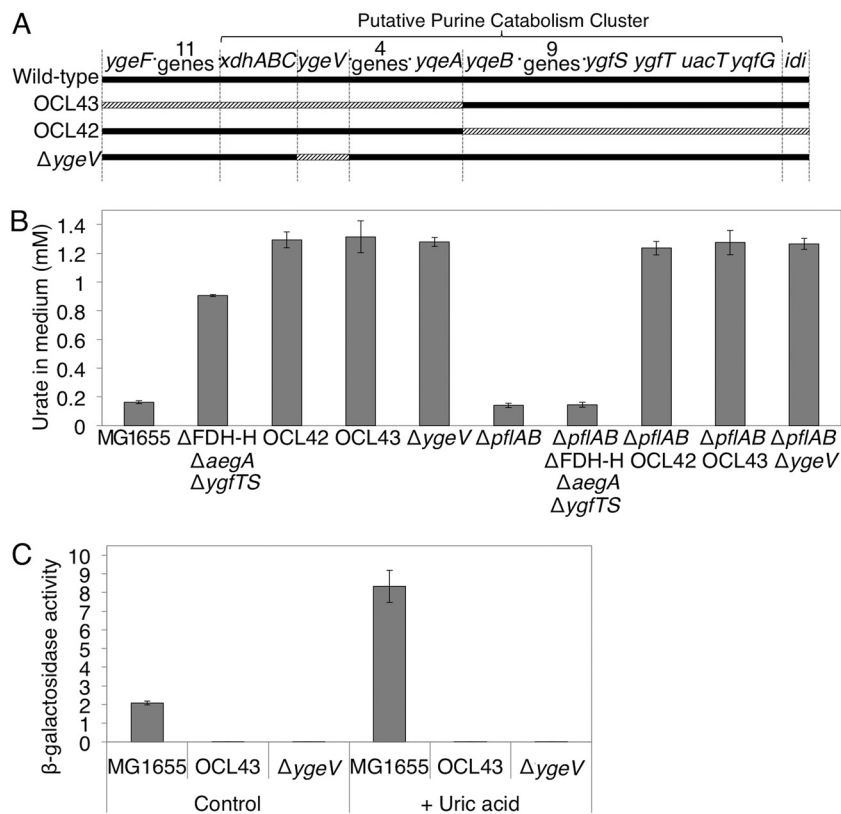 A
Putative Purine Catabolism Cluster
ygeF· 11 genes ·xdhABC ygeV ·4 genes· yqeA yqeB · 9 genes ·ygfS ygfT uacT yqfG idi
Wild-type
OCL43
OCL42
ΔygeV
B
Urate in medium (mM)
1.4
1.2
1
0.8
0.6
0.4
0.2
0
MG1655 ΔFDH-H OCL42 OCL43 ΔygeV ΔpflAB ΔpflAB ΔpflAB ΔpflAB ΔpflAB
ΔaegA ΔFDH-H OCL42 OCL43 ΔygeV
ΔygfTS ΔaegA
ΔygfTS
C
β-galactosidase activity
10
9
8
7
6
5
4
3
2
1
0
MG1655 OCL43 ΔygeV MG1655 OCL43 ΔygeV
Control + Uric acid